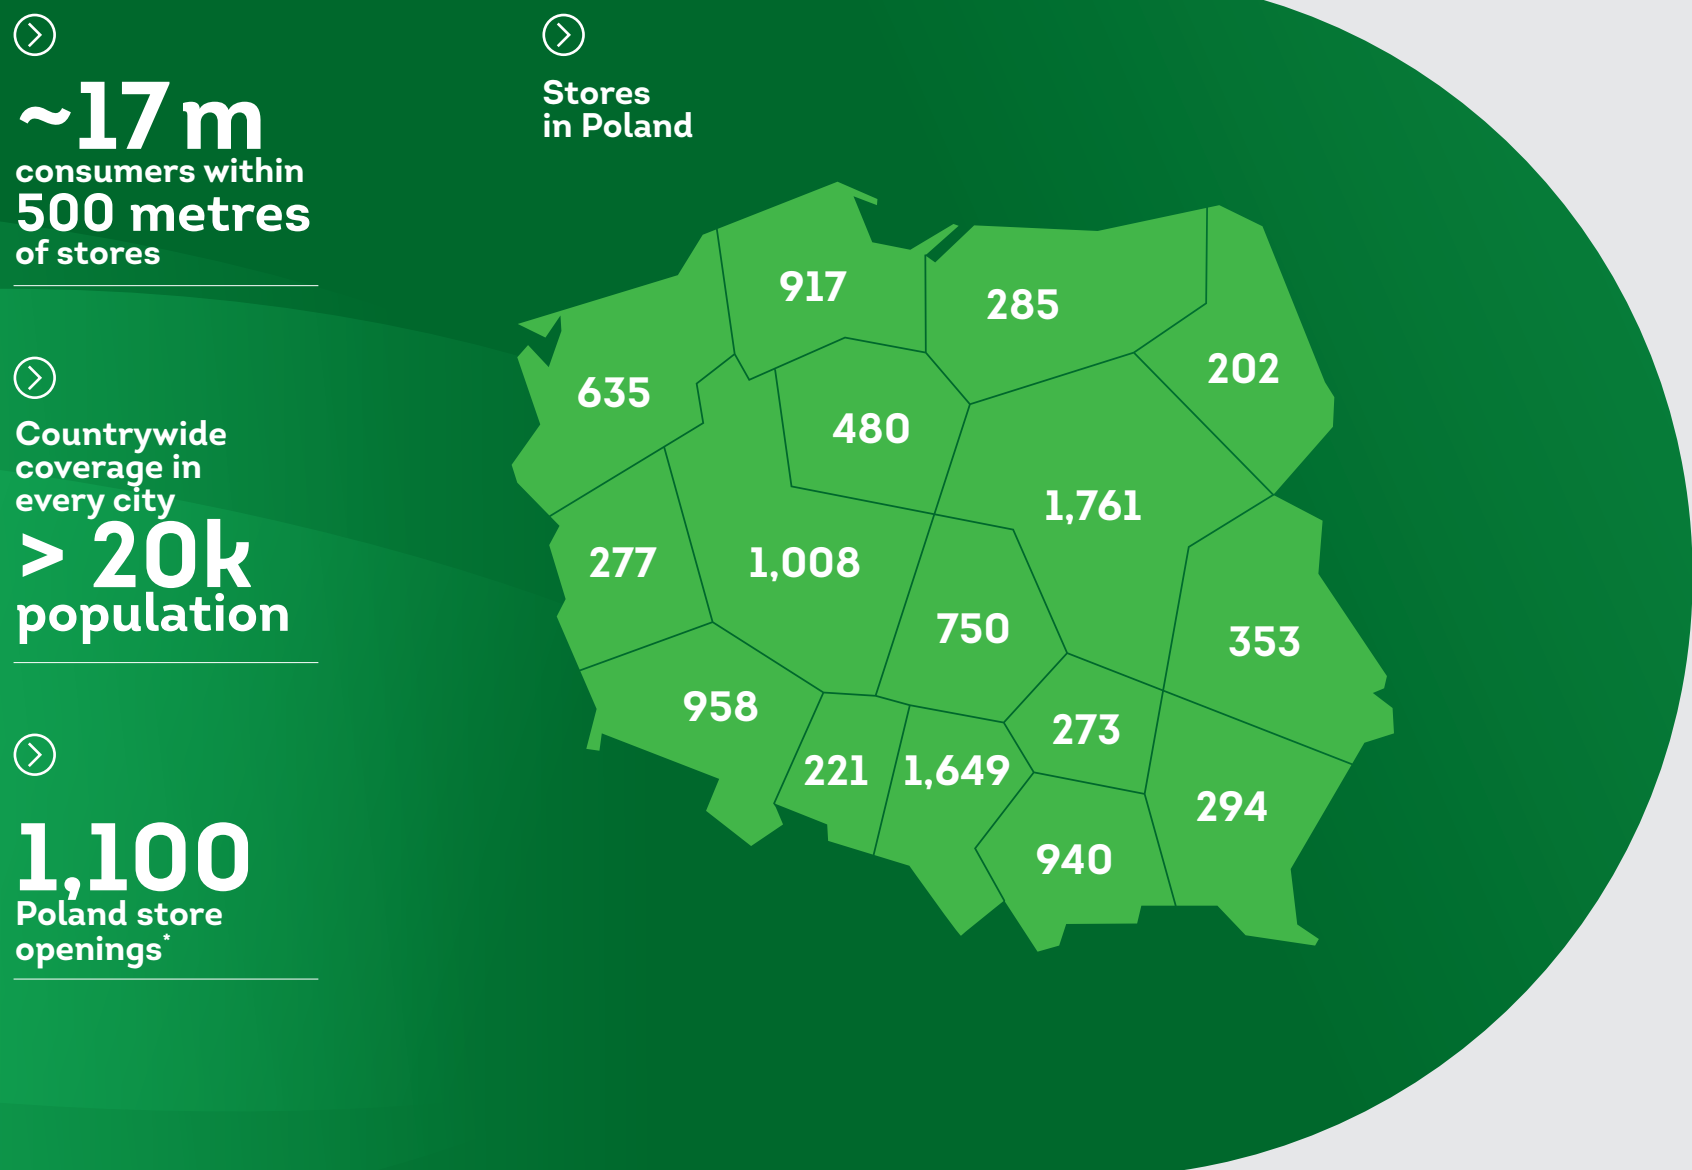 ~17m
consumers within
500 metres
of stores
Countrywide
coverage in
every city
> 20k
population
1,100
Poland store
openings*
Stores
in Poland
917
285
202
635
480
1,761
277
1,008
750
353
958
273
221
1,649
294
940